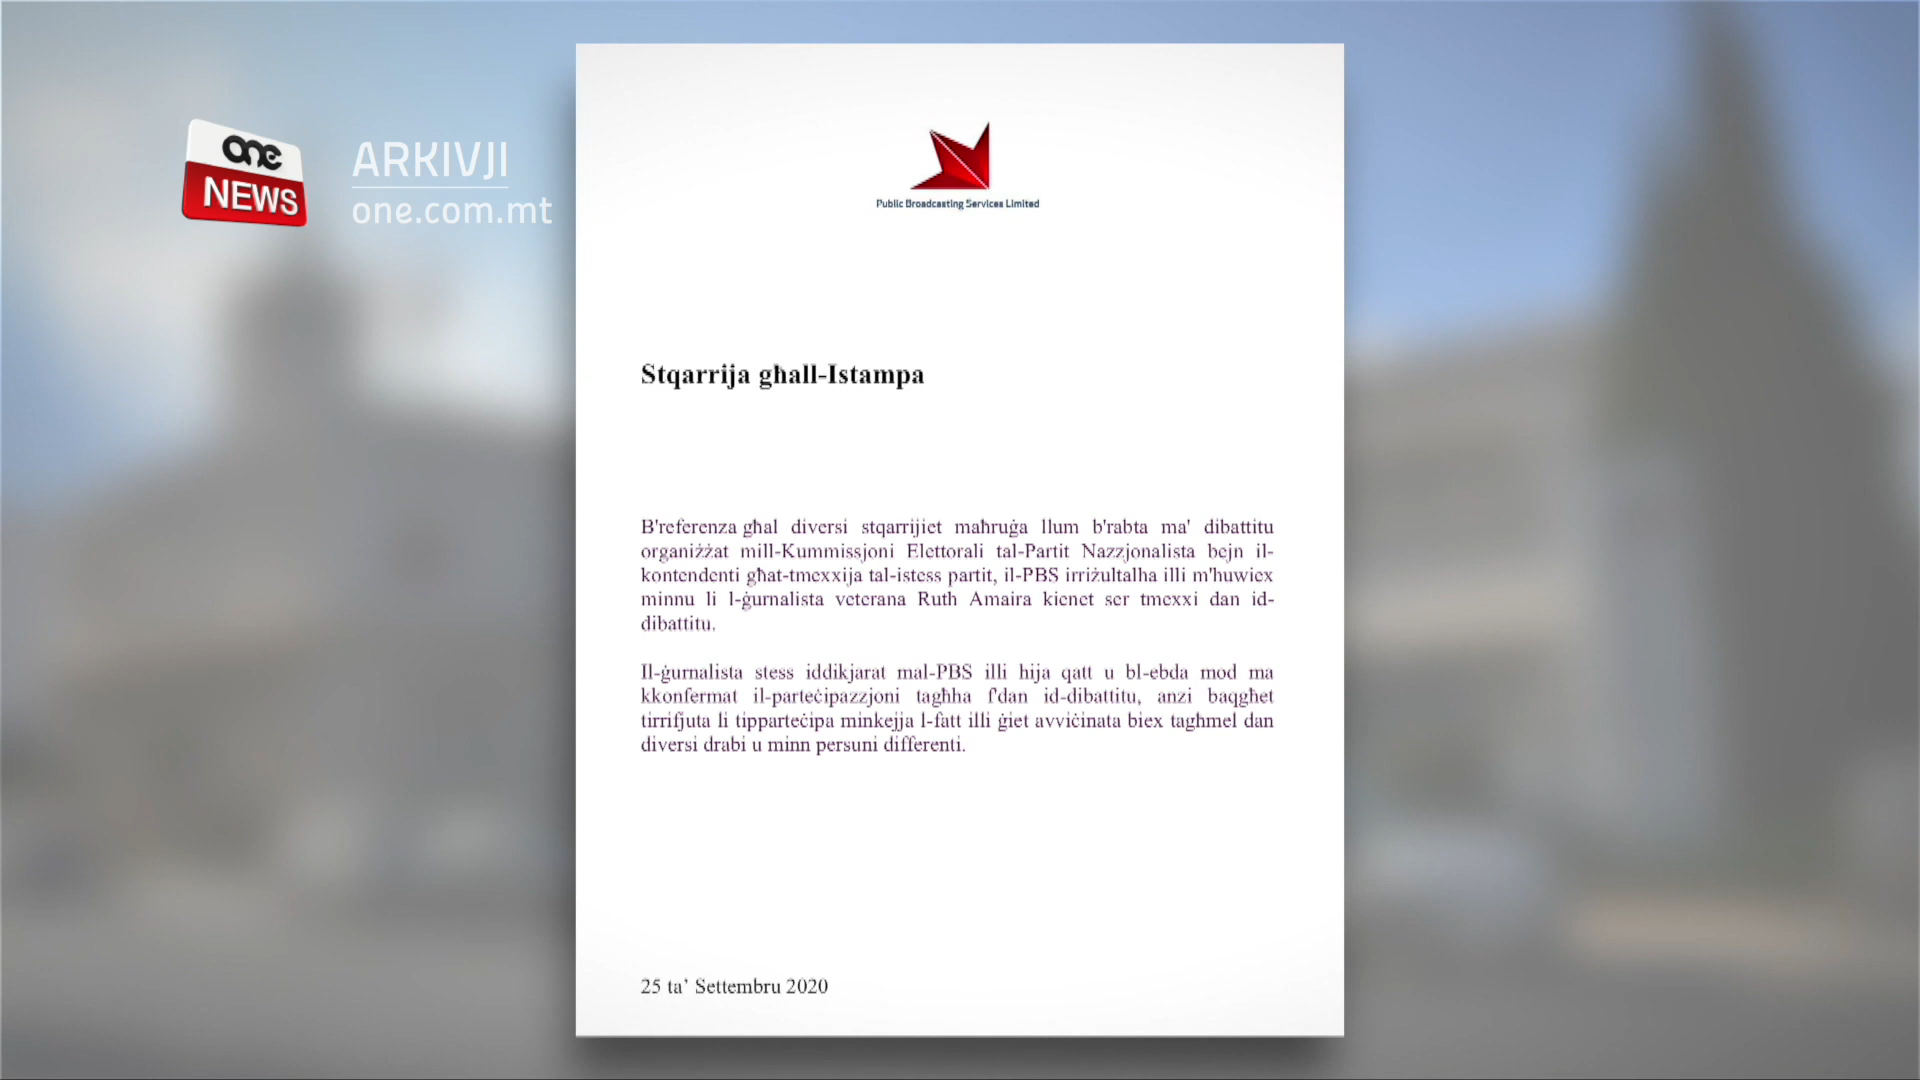 one
NEWS
ARKIVJI
one.com.mt
Public Broadcasting Services Limited
Stqarrija għall-Istampa
B'referenza għal diversi stqarrijiet maħruġa llum b'rabta ma' dibattitu
organiżżat mill-Kummissjoni Elettorali tal-Partit Nazzjonalista bejn il-
kontendenti għat-tmexxija tal-istess partit, il-PBS irriżultalha illi m'huwiex
minnu li l-ġurnalista veterana Ruth Amaira kienet ser tmexxi dan id-
dibattitu.
Il-ġurnalista stess iddikjarat mal-PBS illi hija qatt u bl-ebda mod ma
kkonfermat il-parteċipazzjoni tagħha f'dan id-dibattitu, anzi baqgħet
tirrifjuta li tipparteċipa minkejja l-fatt illi ġiet avviċinata biex tagħmel dan
diversi drabi u minn persuni differenti.
25 ta’ Settembru 2020